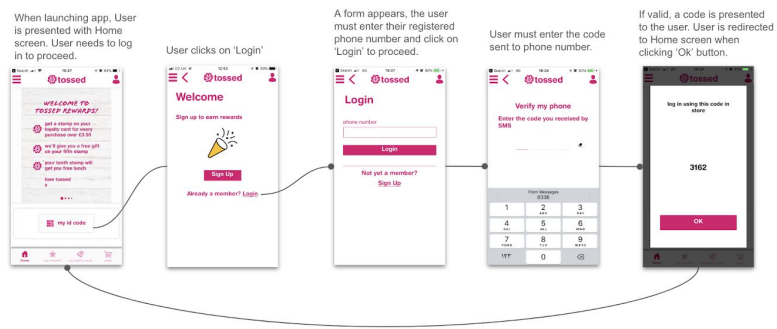 When launching app, User
is presented with Home
screen. User needs to log
in to proceed.
User clicks on 'Login'
A form appears, the user
must enter their registered
phone number and click on
'Login' to proceed.
User must enter the code
sent to phone number.
If valid, a code is presented
to the user. User is redirected
to Home screen when
clicking 'Ok' button.
tossed
WELCOME TO
TOSSED REWARDS!
get a stamp on your
loyalty card for every
purchase over £3.50
we'll give you a free gift
on your fifth stamp
your tenth stamp will
get you free lunch
love tossed
x
my id code
Home
12:53
tossed
Welcome
Sign up to earn rewards
Sign Up
Already a member? Login
tossed
Login
phone number
Login
Not yet a member?
Sign Up
tossed
Verify my phone
Enter the code you received by
SMS
From Messages
8336
1 2 3
ABC DEF
4 5 6
GHI JKL MNO
7 8 9
PQRS TUV WXYZ
١٢٣ 0
tossed
log in using this code in
store
3162
OK